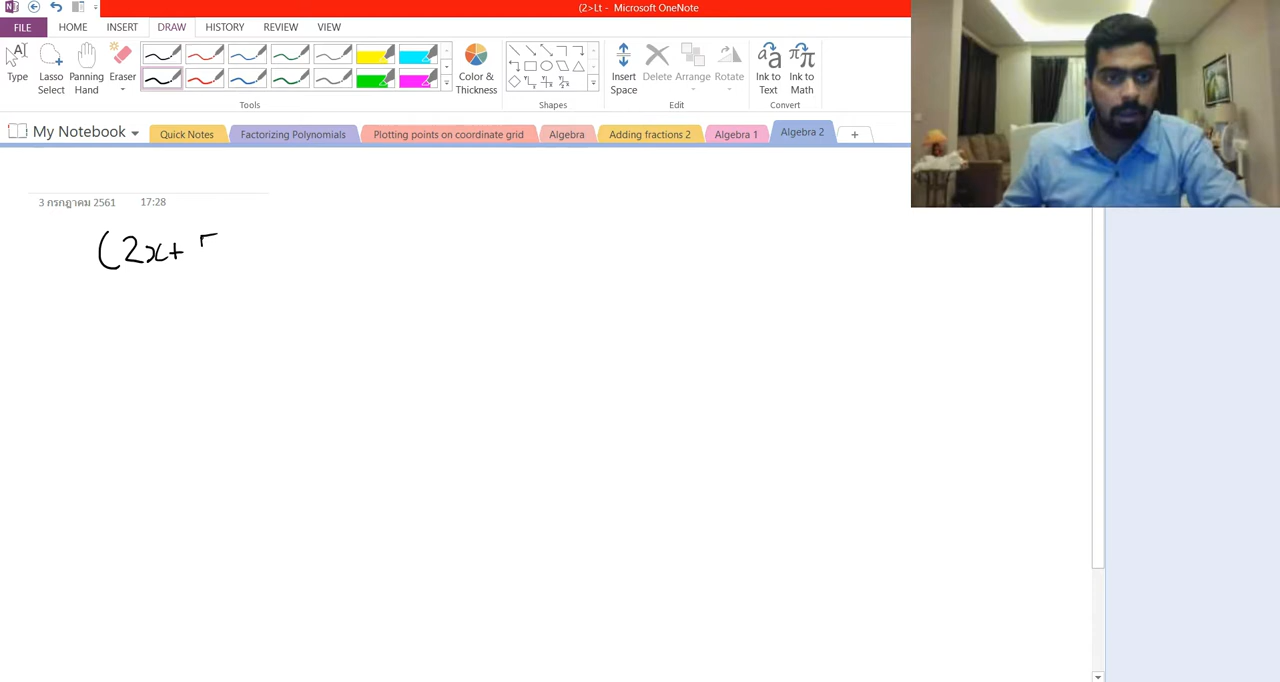 (2>Lt - Microsoft OneNote
FILE HOME INSERT DRAW HISTORY REVIEW VIEW
Type Lasso Select Panning Hand Eraser Color & Thickness Insert Space Delete Arrange Rotate Ink to Text Ink to Math
Tools Shapes Edit Convert
My Notebook Quick Notes Factorizing Polynomials Plotting points on coordinate grid Algebra Adding fractions 2 Algebra 1 Algebra 2
3 กรกฎาคม 2561 17:28
(2x+